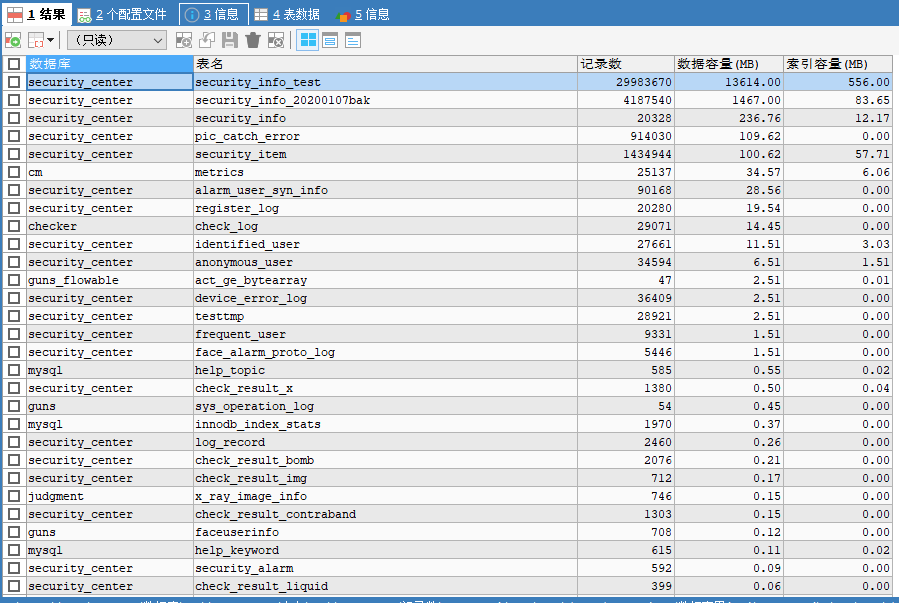 1 结果 2 个配置文件 3 信息 4 表数据 5 信息
（只读）
数据库 表名 记录数 数据容量(MB) 索引容量(MB)
security_center security_info_test 29983670 13614.00 556.00
security_center security_info_20200107bak 4187540 1467.00 83.65
security_center security_info 20328 236.76 12.17
security_center pic_catch_error 914030 109.62 0.00
security_center security_item 1434944 100.62 57.71
cm metrics 25137 34.57 6.06
security_center alarm_user_syn_info 90168 28.56 0.00
security_center register_log 20280 19.54 0.00
checker check_log 29071 14.45 0.00
security_center identified_user 27661 11.51 3.03
security_center anonymous_user 34594 6.51 1.51
guns_flowable act_ge_bytearray 47 2.51 0.01
security_center device_error_log 36409 2.51 0.00
security_center testtmp 28921 2.51 0.00
security_center frequent_user 9331 1.51 0.00
security_center face_alarm_proto_log 5446 1.51 0.00
mysql help_topic 585 0.55 0.02
security_center check_result_x 1380 0.50 0.04
guns sys_operation_log 54 0.45 0.00
mysql innodb_index_stats 1970 0.37 0.00
security_center log_record 2460 0.26 0.00
security_center check_result_bomb 2076 0.21 0.00
security_center check_result_img 712 0.17 0.00
judgment x_ray_image_info 746 0.15 0.00
security_center check_result_contraband 1303 0.15 0.00
guns faceuserinfo 708 0.12 0.00
mysql help_keyword 615 0.11 0.02
security_center security_alarm 592 0.09 0.00
security_center check_result_liquid 399 0.06 0.00